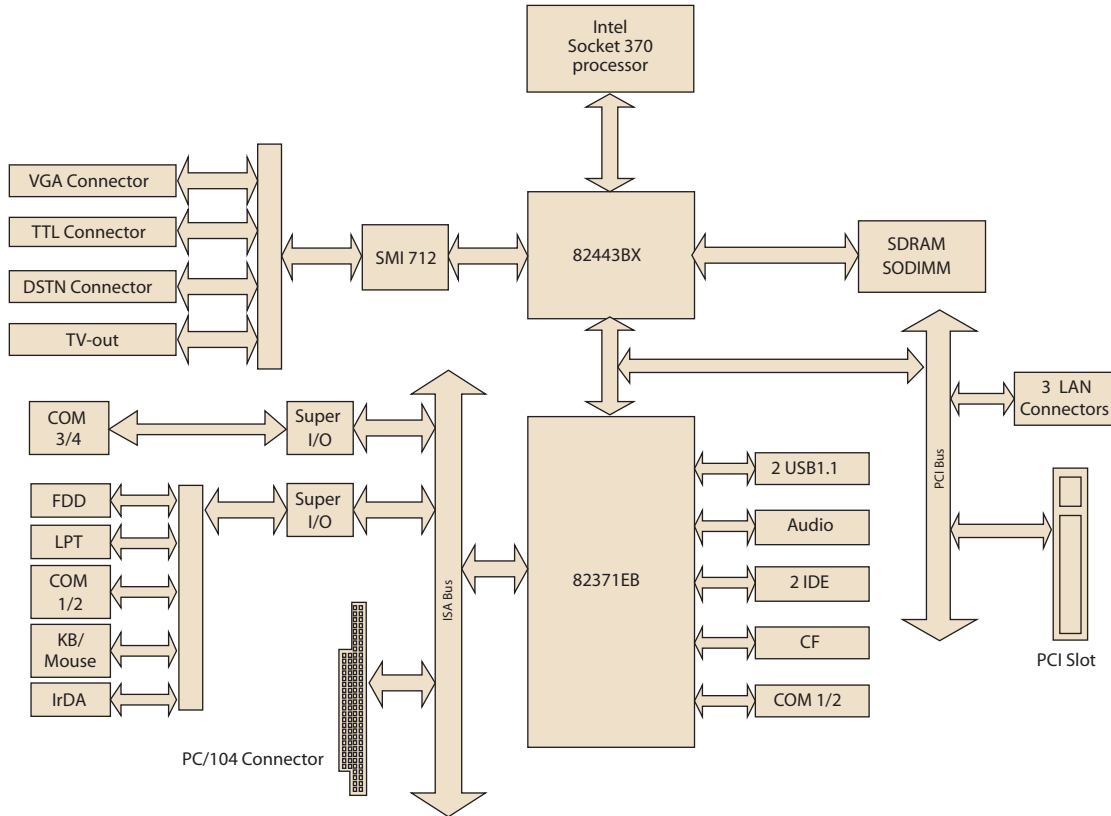 Intel
Socket 370
processor
VGA Connector
TTL Connector
DSTN Connector
TV-out
SMI 712
82443BX
SDRAM
SODIMM
COM
3/4
Super
I/O
3 LAN
Connectors
FDD
LPT
COM
1/2
KB/
Mouse
IrDA
Super
I/O
ISA Bus
82371EB
2 USB1.1
Audio
2 IDE
CF
COM 1/2
PCI Bus
PCI Slot
PC/104 Connector